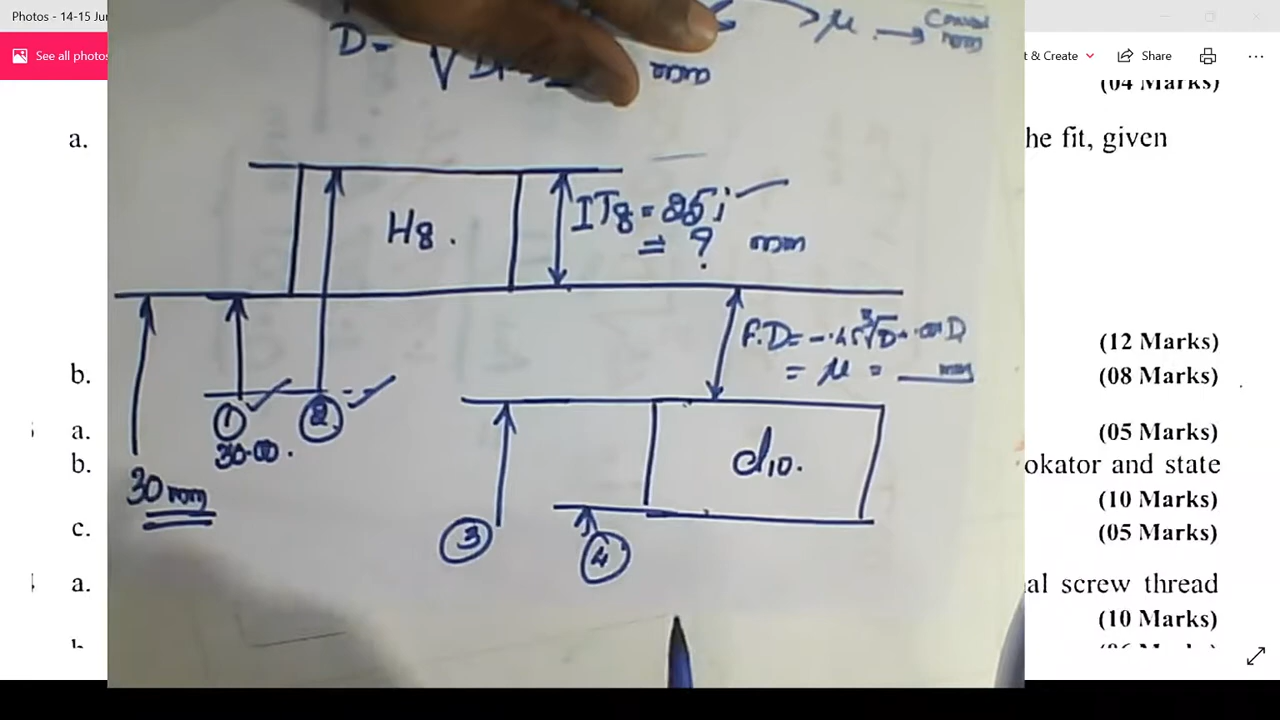 Photos - 14-15 Jun
See all photos
t & Create
Share
(04 Marks)
a.
he fit, given
(12 Marks)
b.
(08 Marks)
a.
(05 Marks)
b.
okator and state
(10 Marks)
c.
(05 Marks)
a.
al screw thread
(10 Marks)
D =
μ
H8.
IT8 = 25i
= ? mm
F.D = -
= μ = mm
1
2
30.00.
30 mm
d10.
3
4